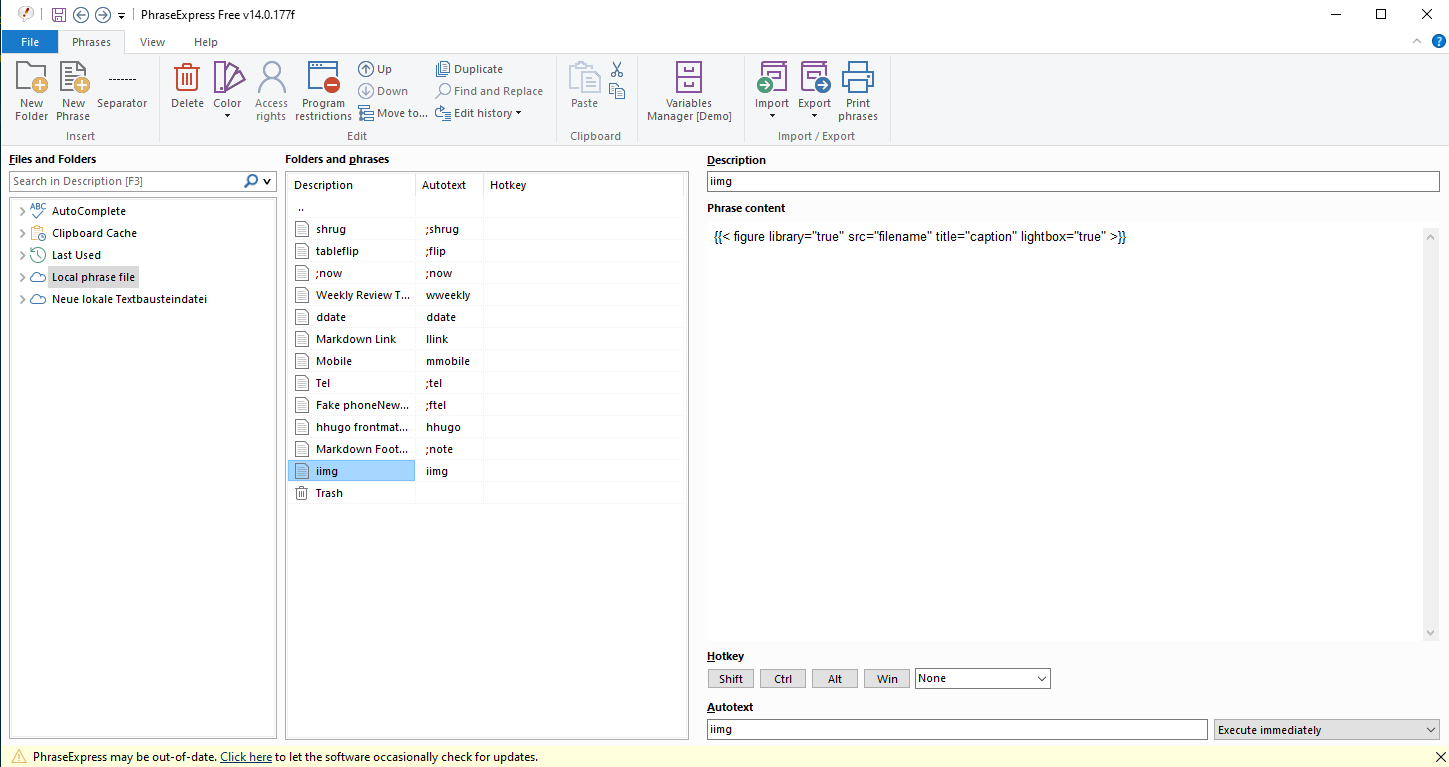 PhraseExpress Free v14.0.177f
File Phrases View Help
New Folder
New Phrase
-------
Separator
Insert
Delete
Color
Access rights
Program restrictions
Up
Down
Move to...
Duplicate
Find and Replace
Edit history
Edit
Paste
Clipboard
Variables Manager [Demo]
Import
Export
Print phrases
Import / Export
Files and Folders
Search in Description [F3]
ABC AutoComplete
Clipboard Cache
Last Used
Local phrase file
Neue lokale Textbausteindatei
Folders and phrases
Description Autotext Hotkey
..
shrug ;shrug
tableflip ;flip
;now ;now
Weekly Review T... wweekly
ddate ddate
Markdown Link llink
Mobile mmobile
Tel ;tel
Fake phoneNew... ;ftel
hhugo frontmat... hhugo
Markdown Foot... ;note
iimg iimg
Trash
Description
iimg
Phrase content
{{< figure library="true" src="filename" title="caption" lightbox="true" >}}
Hotkey
Shift Ctrl Alt Win None
Autotext
iimg Execute immediately
PhraseExpress may be out-of-date. Click here to let the software occasionally check for updates.